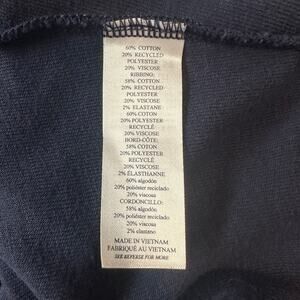 60% COTTON
20% RECYCLED
POLYESTER
20% VISCOSE
RIBBING:
58% COTTON
20% RECYCLED
POLYESTER
20% VISCOSE
2% ELASTANE
60% COTON
20% POLYESTER
RECYCLÉ
20% VISCOSE
BORD-CÔTE:
58% COTON
20% POLYESTER
RECYCLÉ
20% VISCOSE
2% ÉLASTHANNE
60% algodón
20% poliéster reciclado
20% viscosa
CORDONCILLO:
58% algodón
20% poliéster reciclado
20% viscosa
2% elastano
MADE IN VIETNAM
FABRIQUÉ AU VIETNAM
SEE REVERSE FOR MORE